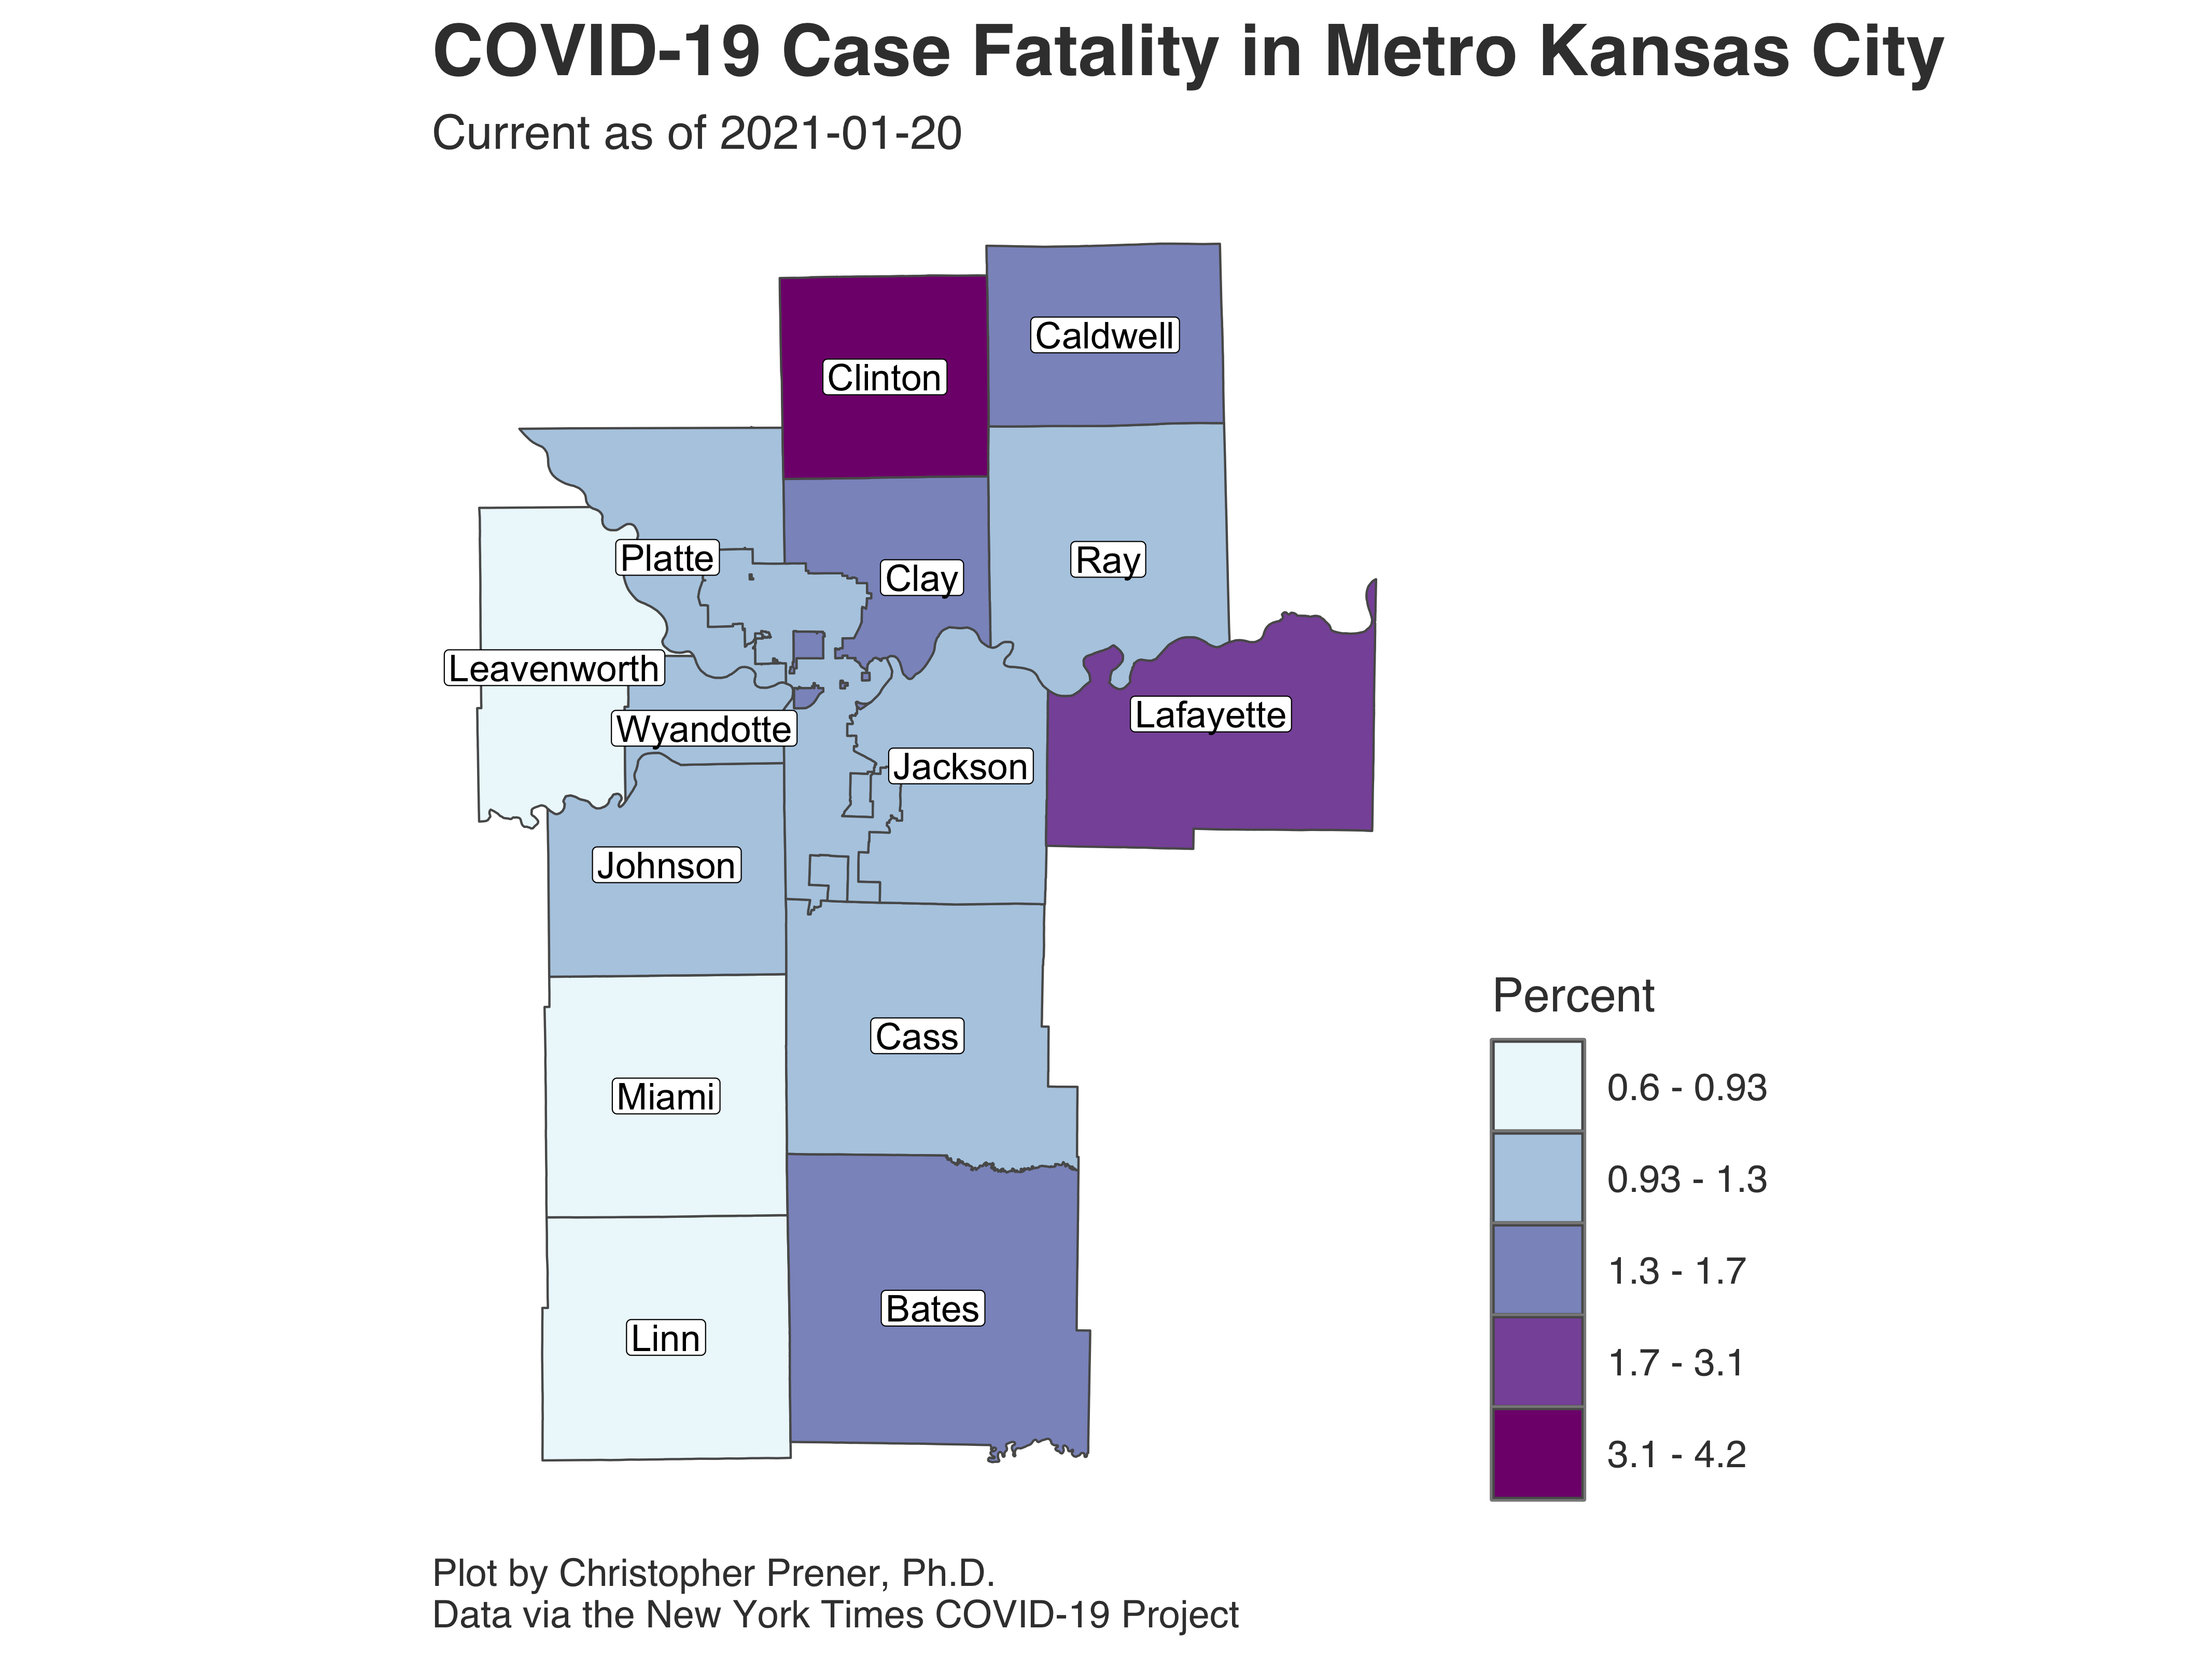 COVID-19 Case Fatality in Metro Kansas City
Current as of 2021-01-20
Caldwell
Clinton
Platte
Clay
Ray
Leavenworth
Lafayette
Wyandotte
Jackson
Johnson
Cass
Miami
Bates
Linn
Percent
0.6 - 0.93
0.93 - 1.3
1.3 - 1.7
1.7 - 3.1
3.1 - 4.2
Plot by Christopher Prener, Ph.D.
Data via the New York Times COVID-19 Project